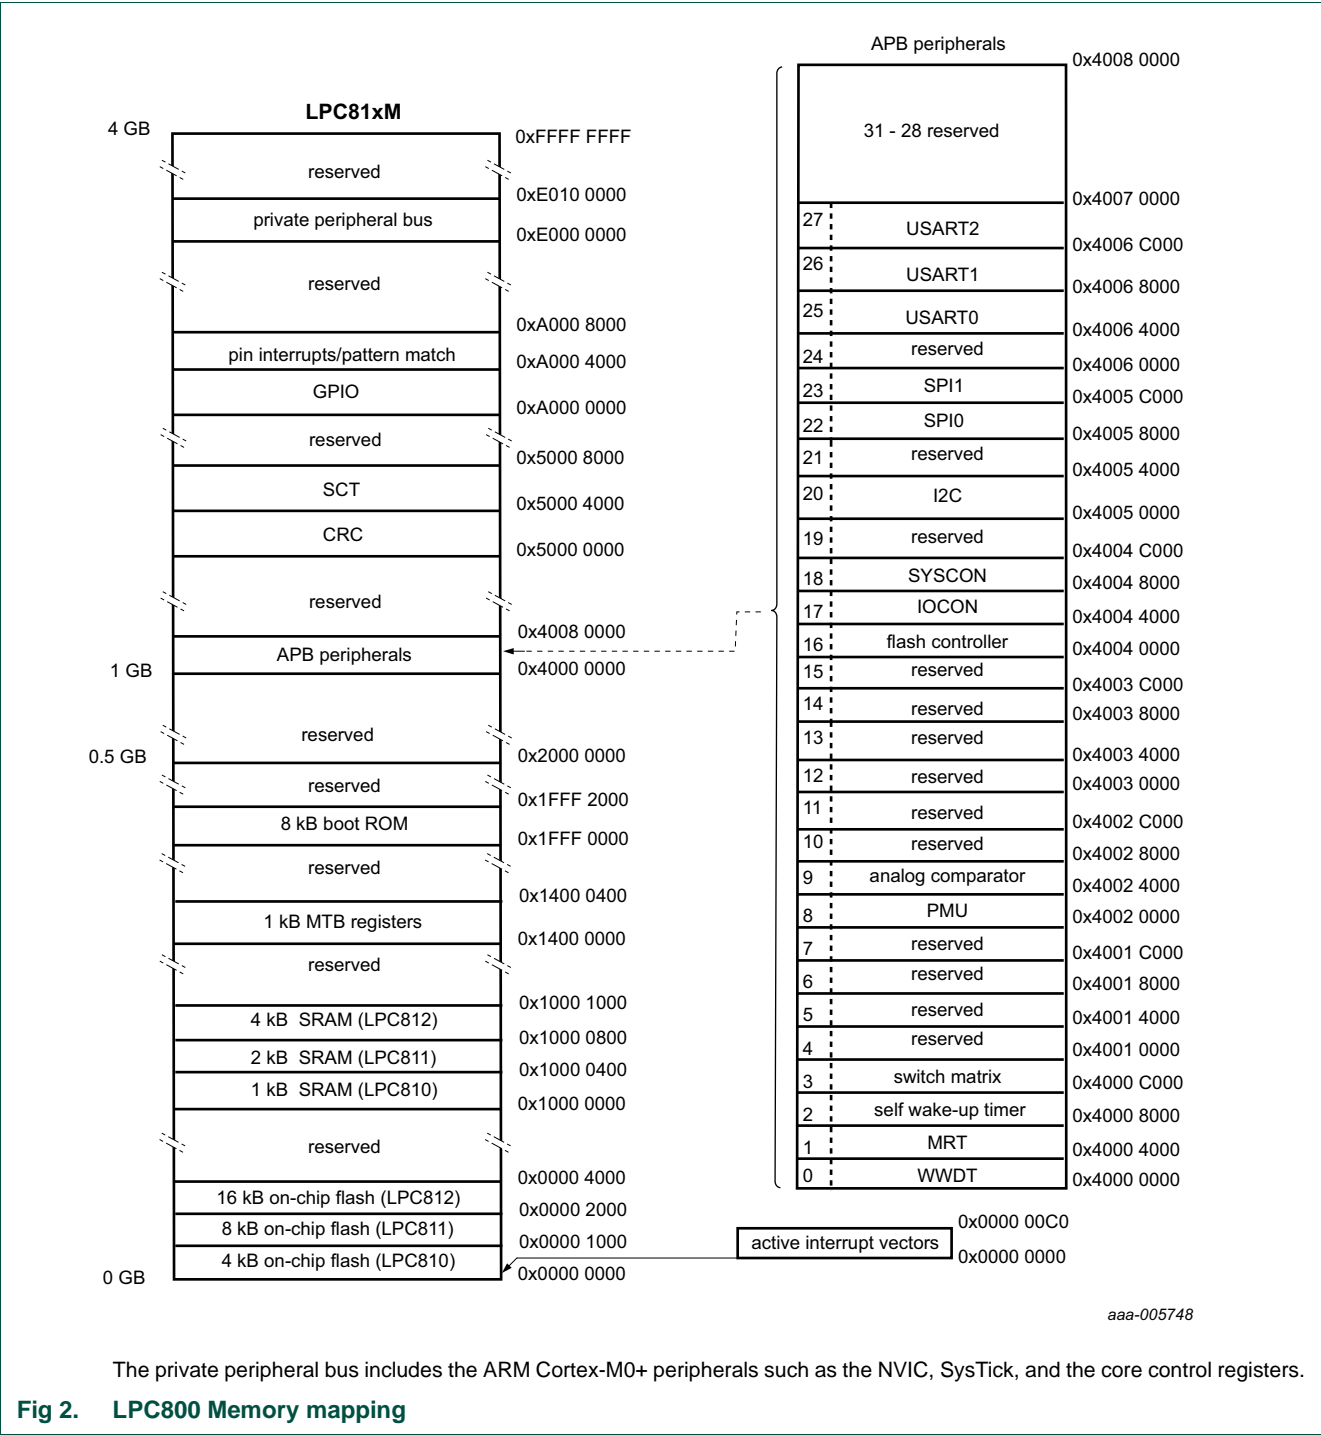 LPC81xM
4 GB
0xFFFF FFFF
reserved
0xE010 0000
private peripheral bus
0xE000 0000
reserved
0xA000 8000
pin interrupts/pattern match
0xA000 4000
GPIO
0xA000 0000
reserved
0x5000 8000
SCT
0x5000 4000
CRC
0x5000 0000
reserved
0x4008 0000
APB peripherals
1 GB
0x4000 0000
reserved
0.5 GB
0x2000 0000
reserved
0x1FFF 2000
8 kB boot ROM
0x1FFF 0000
reserved
0x1400 0400
1 kB MTB registers
0x1400 0000
reserved
0x1000 1000
4 kB SRAM (LPC812)
0x1000 0800
2 kB SRAM (LPC811)
0x1000 0400
1 kB SRAM (LPC810)
0x1000 0000
reserved
0x0000 4000
16 kB on-chip flash (LPC812)
0x0000 2000
8 kB on-chip flash (LPC811)
0x0000 1000
4 kB on-chip flash (LPC810)
0 GB
0x0000 0000
APB peripherals
0x4008 0000
31 - 28 reserved
0x4007 0000
27 USART2
0x4006 C000
26 USART1
0x4006 8000
25 USART0
0x4006 4000
24 reserved
0x4006 0000
23 SPI1
0x4005 C000
22 SPI0
0x4005 8000
21 reserved
0x4005 4000
20 I2C
0x4005 0000
19 reserved
0x4004 C000
18 SYSCON
0x4004 8000
17 IOCON
0x4004 4000
16 flash controller
0x4004 0000
15 reserved
0x4003 C000
14 reserved
0x4003 8000
13 reserved
0x4003 4000
12 reserved
0x4003 0000
11 reserved
0x4002 C000
10 reserved
0x4002 8000
9 analog comparator
0x4002 4000
8 PMU
0x4002 0000
7 reserved
0x4001 C000
6 reserved
0x4001 8000
5 reserved
0x4001 4000
4 reserved
0x4001 0000
3 switch matrix
0x4000 C000
2 self wake-up timer
0x4000 8000
1 MRT
0x4000 4000
0 WWDT
0x4000 0000
0x0000 00C0
active interrupt vectors
0x0000 0000
aaa-005748
The private peripheral bus includes the ARM Cortex-M0+ peripherals such as the NVIC, SysTick, and the core control registers.
Fig 2. LPC800 Memory mapping